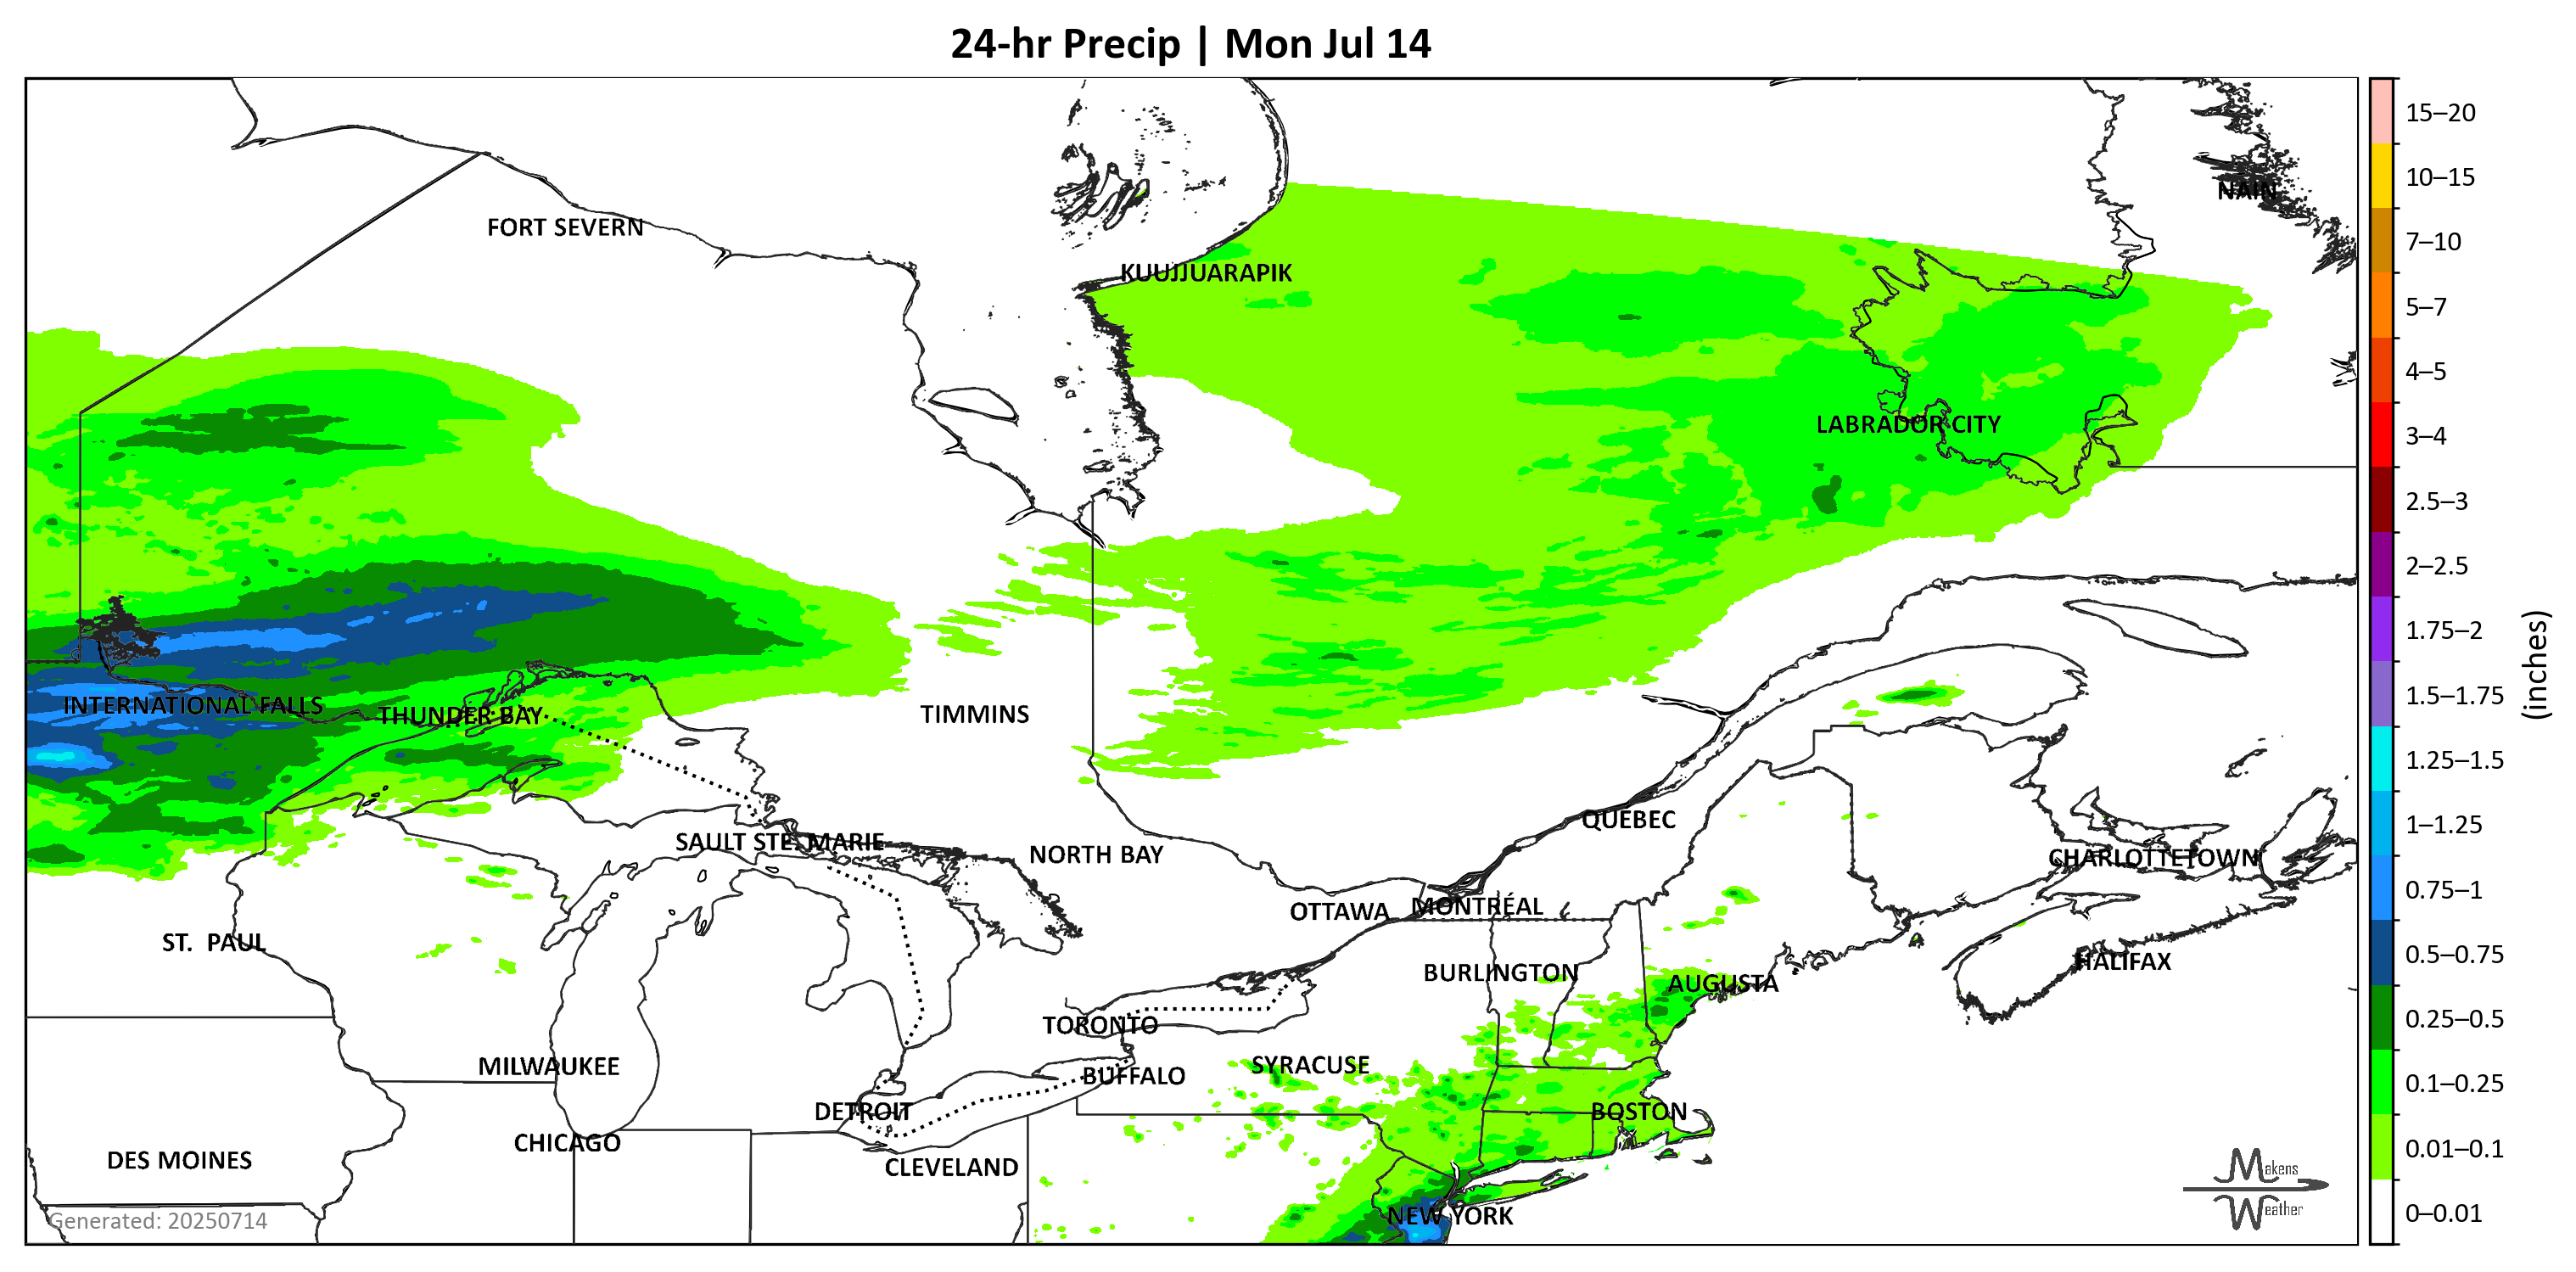 24-hr Precip | Mon Jul 14
NAIN
FORT SEVERN
KUUJJUARAPIK
LABRADOR CITY
INTERNATIONAL FALLS
THUNDER BAY
TIMMINS
QUÉBEC
SAULT STE. MARIE
NORTH BAY
CHARLOTTETOWN
OTTAWA
MONTRÉAL
ST. PAUL
HALIFAX
BURLINGTON
AUGUSTA
TORONTO
MILWAUKEE
SYRACUSE
BUFFALO
DETROIT
BOSTON
CHICAGO
DES MOINES
CLEVELAND
NEW YORK
Generated: 20250714
Makens
Weather
15–20
10–15
7–10
5–7
4–5
3–4
2.5–3
2–2.5
1.75–2
1.5–1.75
1.25–1.5
1–1.25
0.75–1
0.5–0.75
0.25–0.5
0.1–0.25
0.01–0.1
0–0.01
(inches)